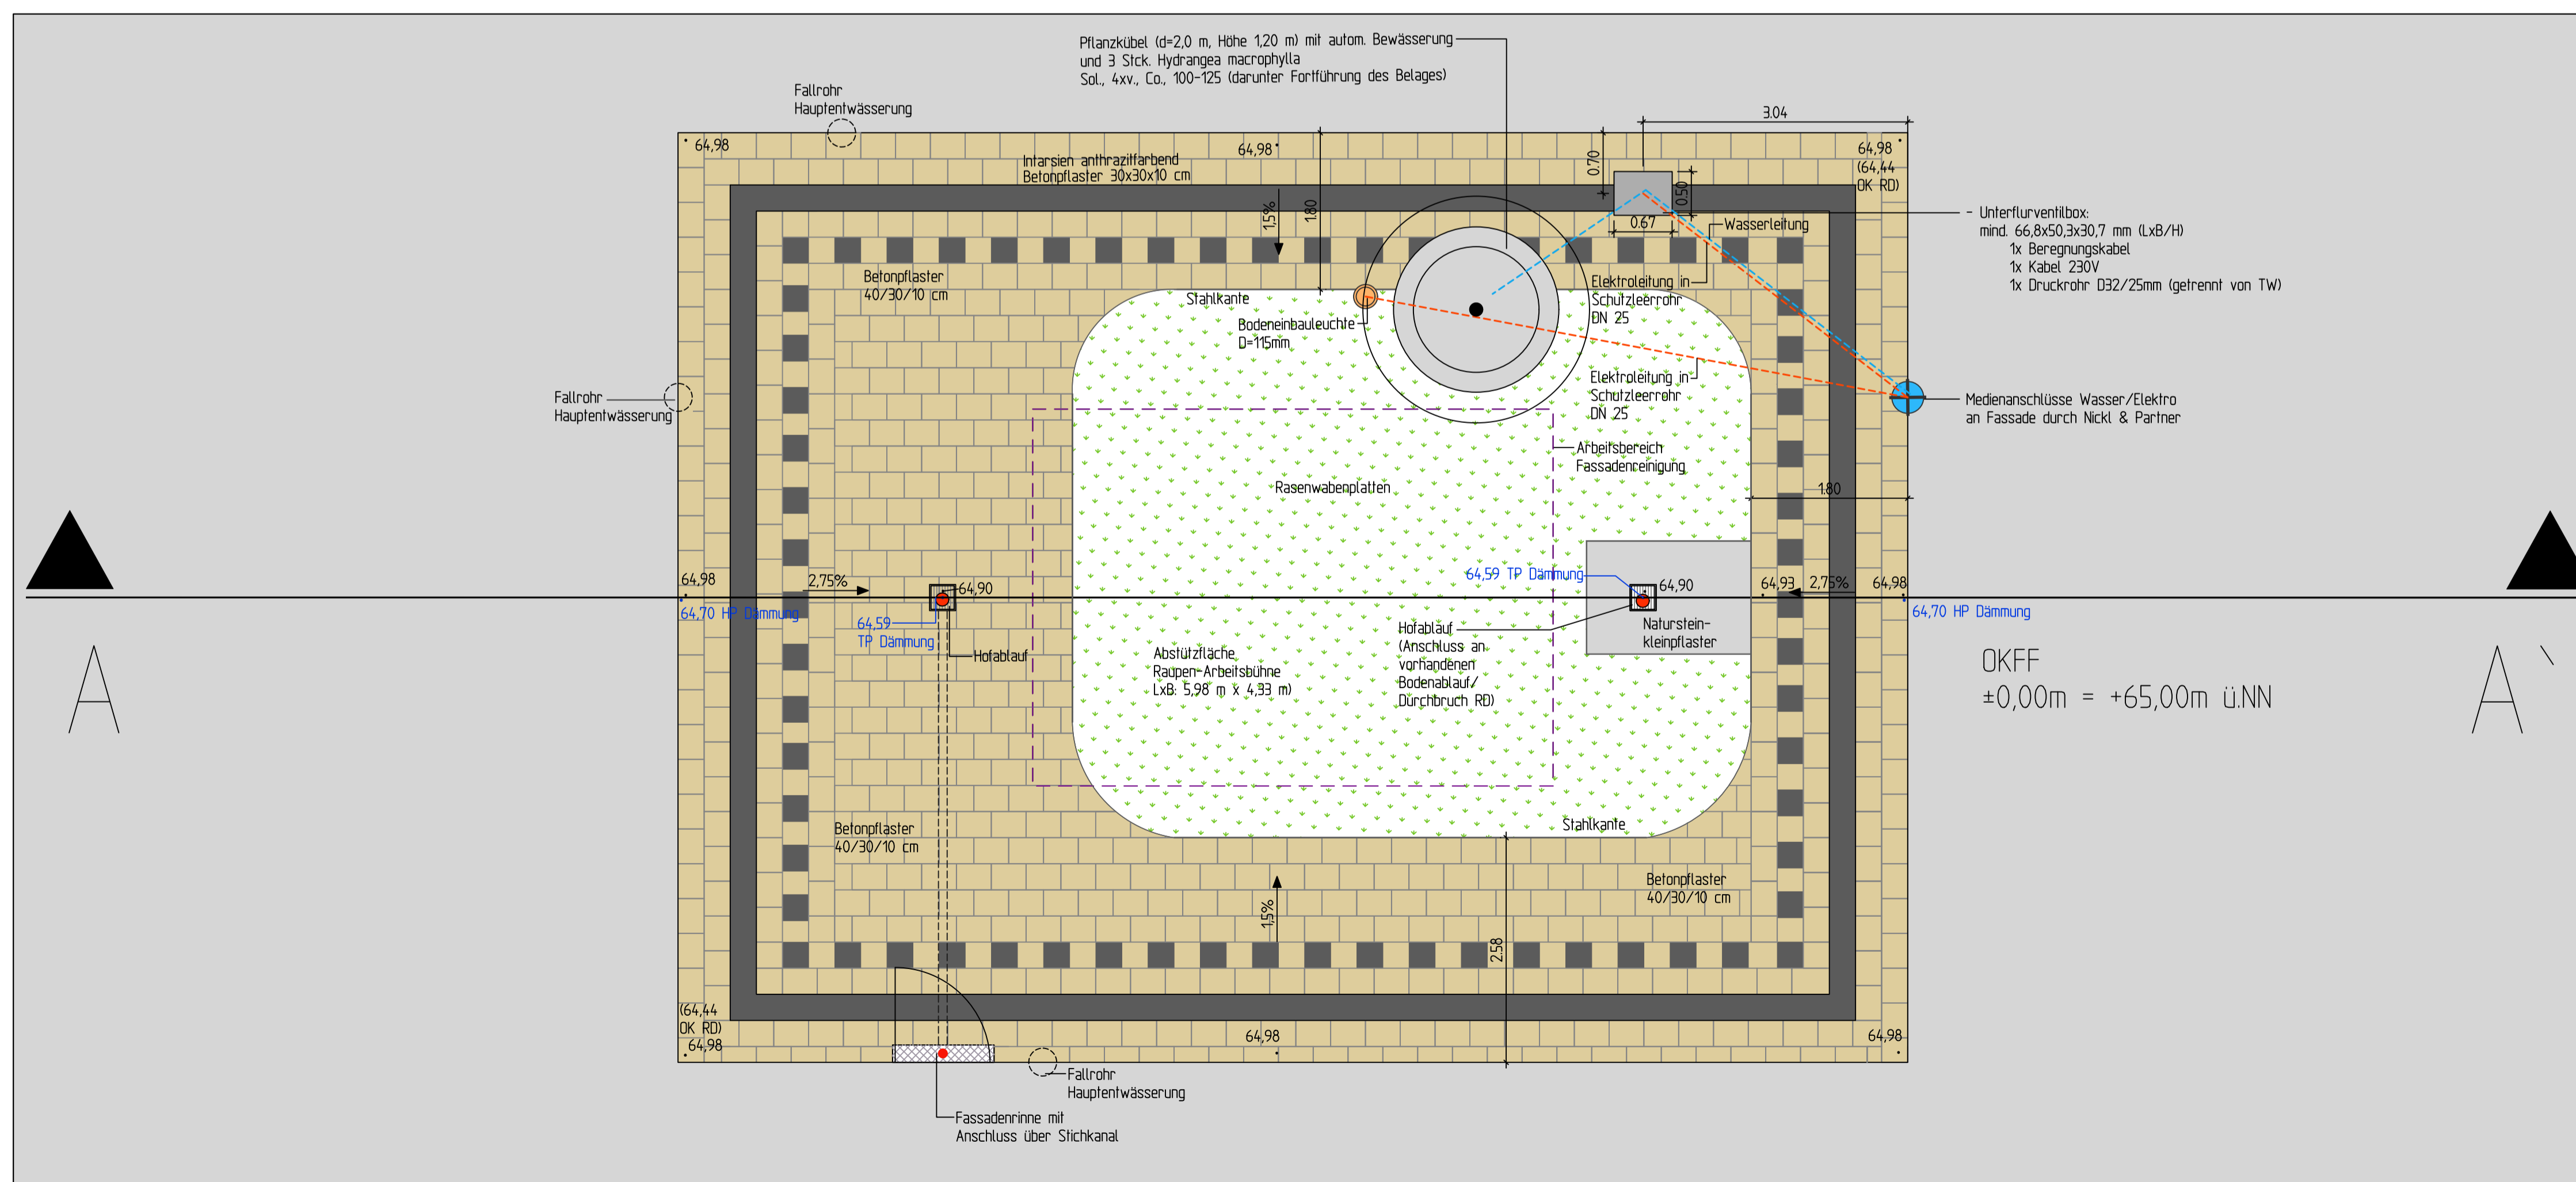 Pflanzkübel (d=2,0 m, Höhe 1,20 m) mit autom. Bewässerung
und 3 Stck. Hydrangea macrophylla
Sol., 4xv., Co., 100-125 (darunter Fortführung des Belages)
Fallrohr
Hauptentwässerung
3.04
64,98
64,98
64,98
(64,44
OK RD)
Intarsien anthrazitfarbend
Betonpflaster 30x30x10 cm
0.70
0.50
1,5%
1.80
0.67
Wasserleitung
- Unterflurventilbox:
mind. 66,8x50,3x30,7 mm (LxB/H)
1x Beregnungskabel
1x Kabel 230V
1x Druckrohr D32/25mm (getrennt von TW)
Betonpflaster
40/30/10 cm
Stahlkante
Elektroleitung in
Schutzleerrohr
DN 25
Bodeneinbauleuchte
D=115mm
Elektroleitung in
Schutzleerrohr
DN 25
Fallrohr
Hauptentwässerung
Medienanschlüsse Wasser/Elektro
an Fassade durch Nickl & Partner
Arbeitsbereich
Fassadenreinigung
Rasenwabenplatten
1.80
64,98
2,75%
64,90
64,59 TP Dämmung
64,90
64,93
2,75%
64,98
64,70 HP Dämmung
64,70 HP Dämmung
64,59
TP Dämmung
Hofablauf
Hofablauf
(Anschluss an
vorhandenen
Bodenablauf/
Durchbruch RD)
Naturstein-
kleinpflaster
Abstützfläche
Raupen-Arbeitsbühne
LxB: 5,98 m x 4,33 m)
A
A`
OKFF
±0,00m = +65,00m ü.NN
Stahlkante
Betonpflaster
40/30/10 cm
Betonpflaster
40/30/10 cm
1,5%
2.58
(64,44
OK RD)
64,98
64,98
64,98
Fallrohr
Hauptentwässerung
Fassadenrinne mit
Anschluss über Stichkanal